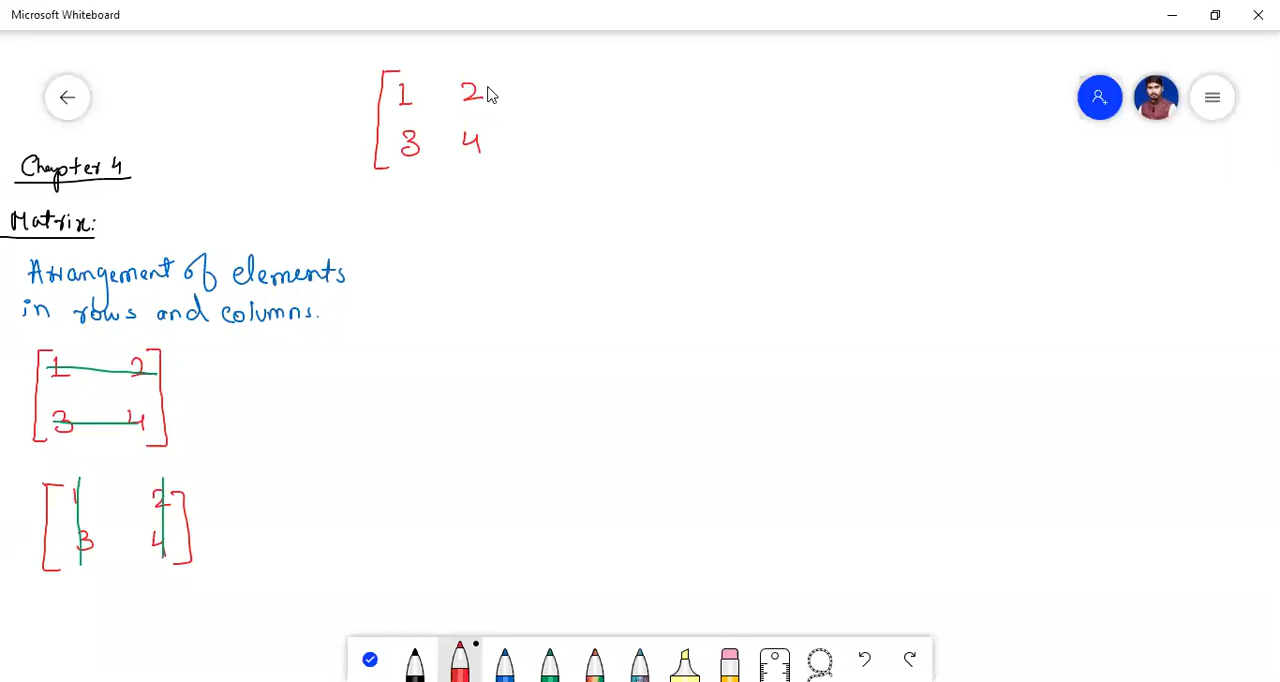 Microsoft Whiteboard
1 2
3 4
Chapter 4
Matrix:
Arrangement of elements
in rows and columns.
1 2
3 4
1 2
3 4